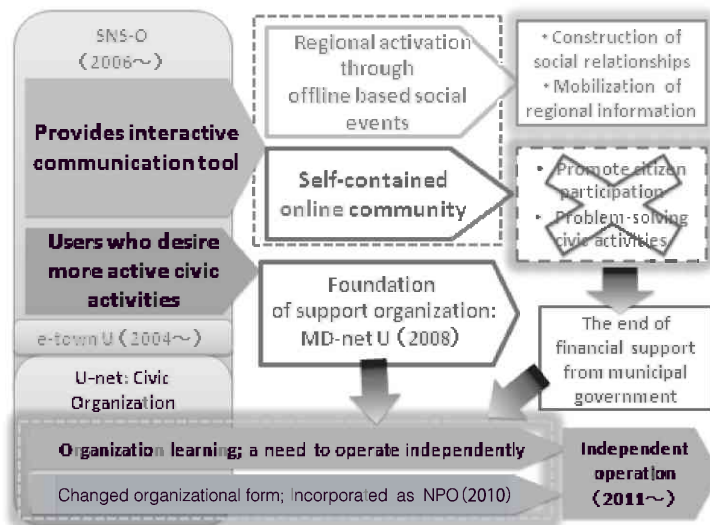 SNS-O
(2006～)
Provides interactive
communication tool
Users who desire
more active civic
activities
e-town U (2004～)
U-net: Civic
Organization
Regional activation
through
offline based social
events
Self-contained
online community
• Construction of
social relationships
• Mobilization of
regional information
• Promote citizen
participation
• Problem-solving
civic activities
Foundation
of support organization:
MD-net U (2008)
The end of
financial support
from municipal
government
Organization learning; a need to operate independently
Changed organizational form; Incorporated as NPO(2010)
Independent
operation
(2011～)